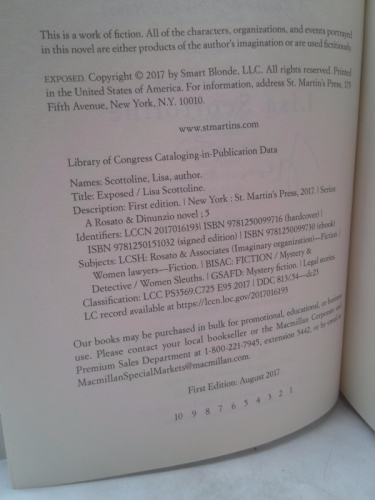 This is a work of fiction. All of the characters, organizations, and events portrayed
in this novel are either products of the author's imagination or are used fictitiously.
EXPOSED. Copyright © 2017 by Smart Blonde, LLC. All rights reserved. Printed
in the United States of America. For information, address St. Martin's Press, 175
Fifth Avenue, New York, N.Y. 10010.
www.stmartins.com
Library of Congress Cataloging-in-Publication Data
Names: Scottoline, Lisa, author.
Title: Exposed / Lisa Scottoline.
Description: First edition. | New York : St. Martin's Press, 2017. | Series:
A Rosato & Dinunzio novel ; 5
Identifiers: LCCN 2017016193| ISBN 9781250099716 (hardcover) |
ISBN 9781250151032 (signed edition) | ISBN 9781250099730 (ebook)
Subjects: LCSH: Rosato & Associates (Imaginary organization)—Fiction |
Women lawyers—Fiction. | BISAC: FICTION / Mystery &
Detective / Women Sleuths. | GSAFD: Mystery fiction. | Legal stories.
Classification: LCC PS3569.C725 E95 2017 | DDC 813/.54—dc23
LC record available at https://lccn.loc.gov/2017016193
Our books may be purchased in bulk for promotional, educational, or business
use. Please contact your local bookseller or the Macmillan Corporate and
Premium Sales Department at 1-800-221-7945, extension 5442, or by email at
MacmillanSpecialMarkets@macmillan.com.
First Edition: August 2017
10 9 8 7 6 5 4 3 2 1